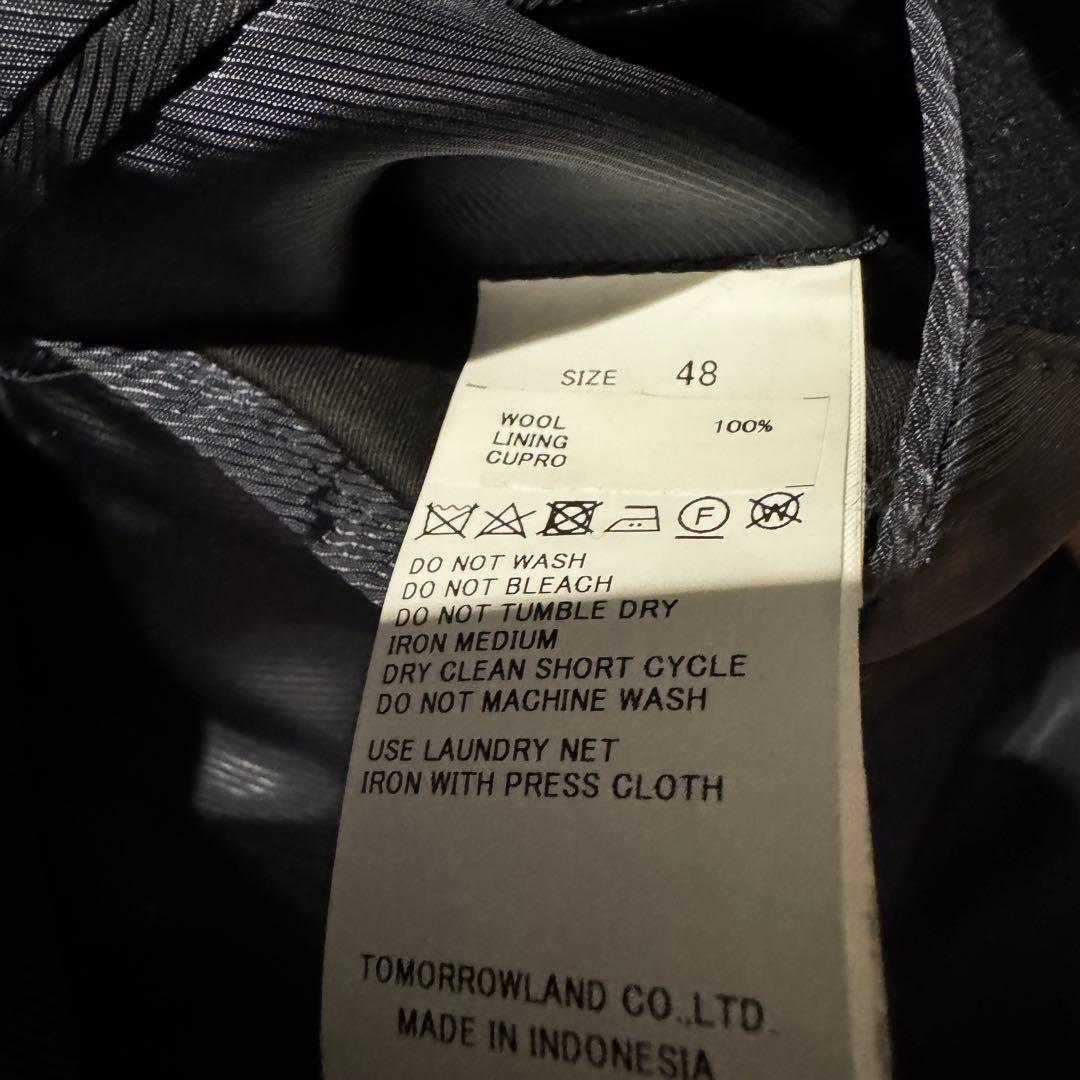 SIZE 48
WOOL 100%
LINING
CUPRO
F W
DO NOT WASH
DO NOT BLEACH
DO NOT TUMBLE DRY
IRON MEDIUM
DRY CLEAN SHORT CYCLE
DO NOT MACHINE WASH
USE LAUNDRY NET
IRON WITH PRESS CLOTH
TOMORROWLAND CO.,LTD.
MADE IN INDONESIA